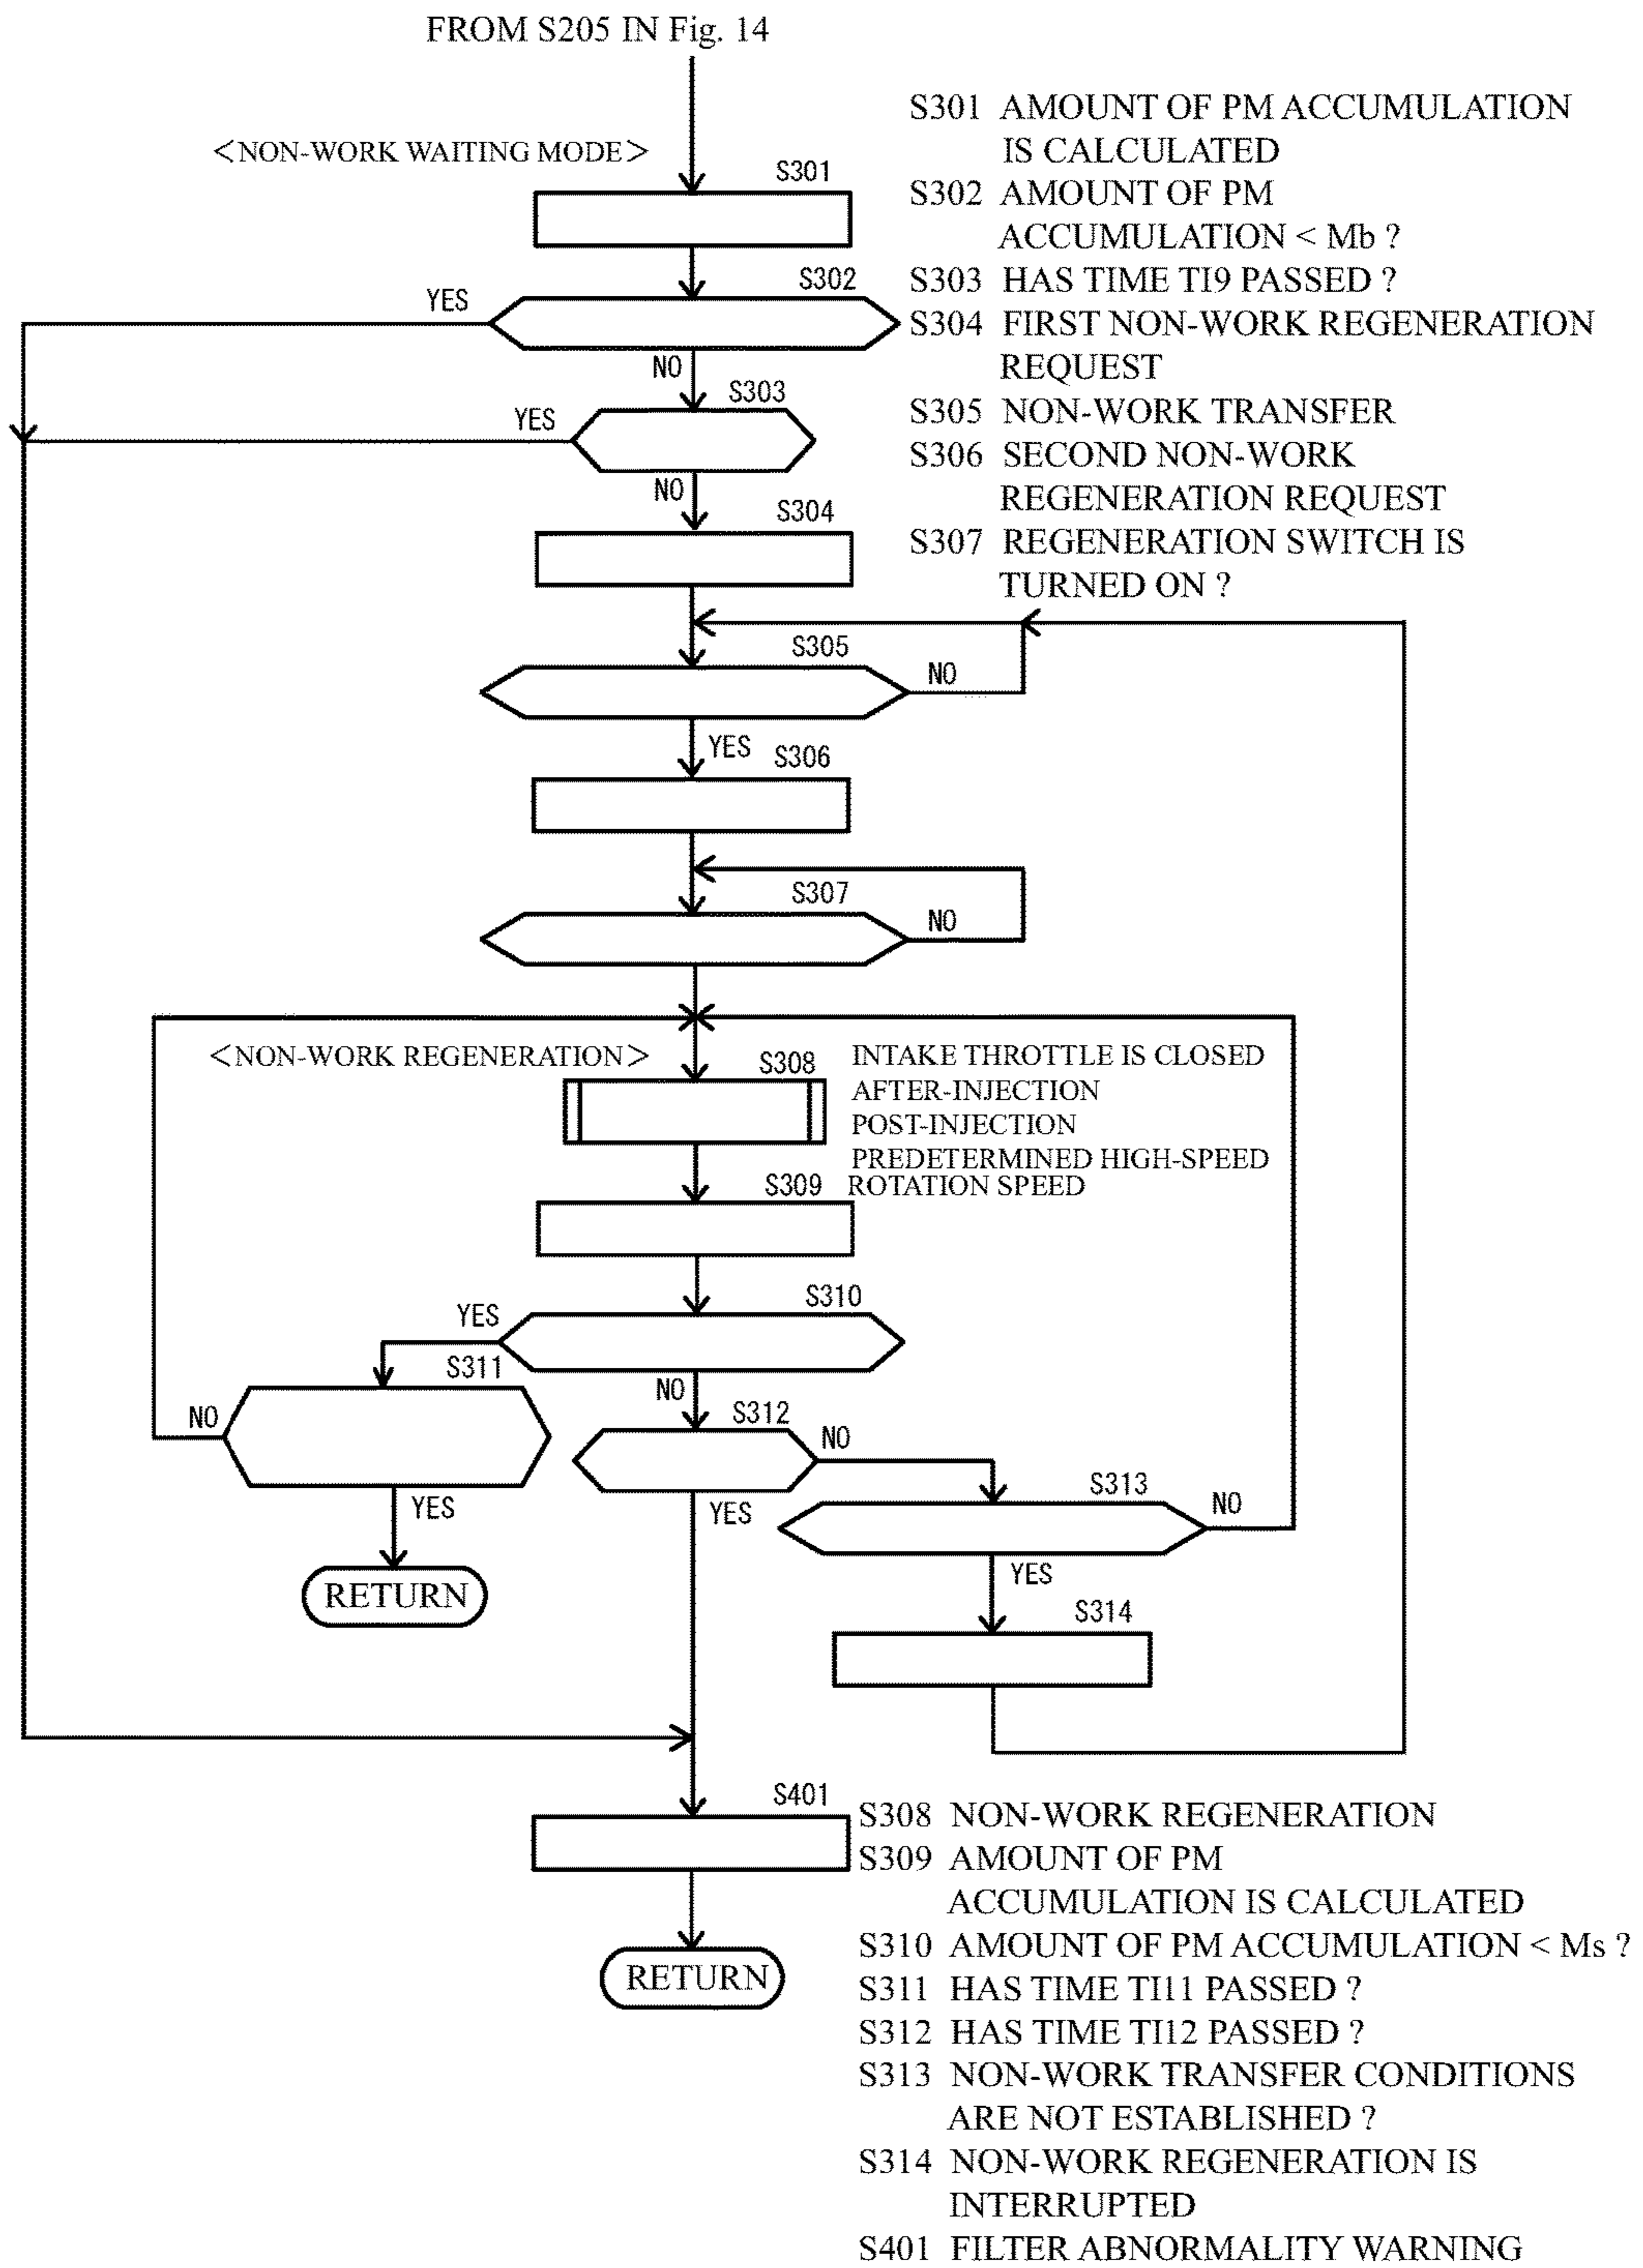 FROM S205 IN Fig. 14
<NON-WORK WAITING MODE>
S301 AMOUNT OF PM ACCUMULATION
IS CALCULATED
S302 AMOUNT OF PM
ACCUMULATION < Mb ?
S303 HAS TIME TI9 PASSED ?
S304 FIRST NON-WORK REGENERATION
REQUEST
S305 NON-WORK TRANSFER
S306 SECOND NON-WORK
REGENERATION REQUEST
S307 REGENERATION SWITCH IS
TURNED ON ?
S301
S302
YES
NO
S303
YES
NO
S304
S305
NO
YES
S306
S307
NO
<NON-WORK REGENERATION>
S308
INTAKE THROTTLE IS CLOSED
AFTER-INJECTION
POST-INJECTION
PREDETERMINED HIGH-SPEED
ROTATION SPEED
S309
S310
YES
NO
S311
NO
YES
RETURN
S312
NO
YES
S313
NO
YES
S314
S401
RETURN
S308 NON-WORK REGENERATION
S309 AMOUNT OF PM
ACCUMULATION IS CALCULATED
S310 AMOUNT OF PM ACCUMULATION < Ms ?
S311 HAS TIME TI11 PASSED ?
S312 HAS TIME TI12 PASSED ?
S313 NON-WORK TRANSFER CONDITIONS
ARE NOT ESTABLISHED ?
S314 NON-WORK REGENERATION IS
INTERRUPTED
S401 FILTER ABNORMALITY WARNING